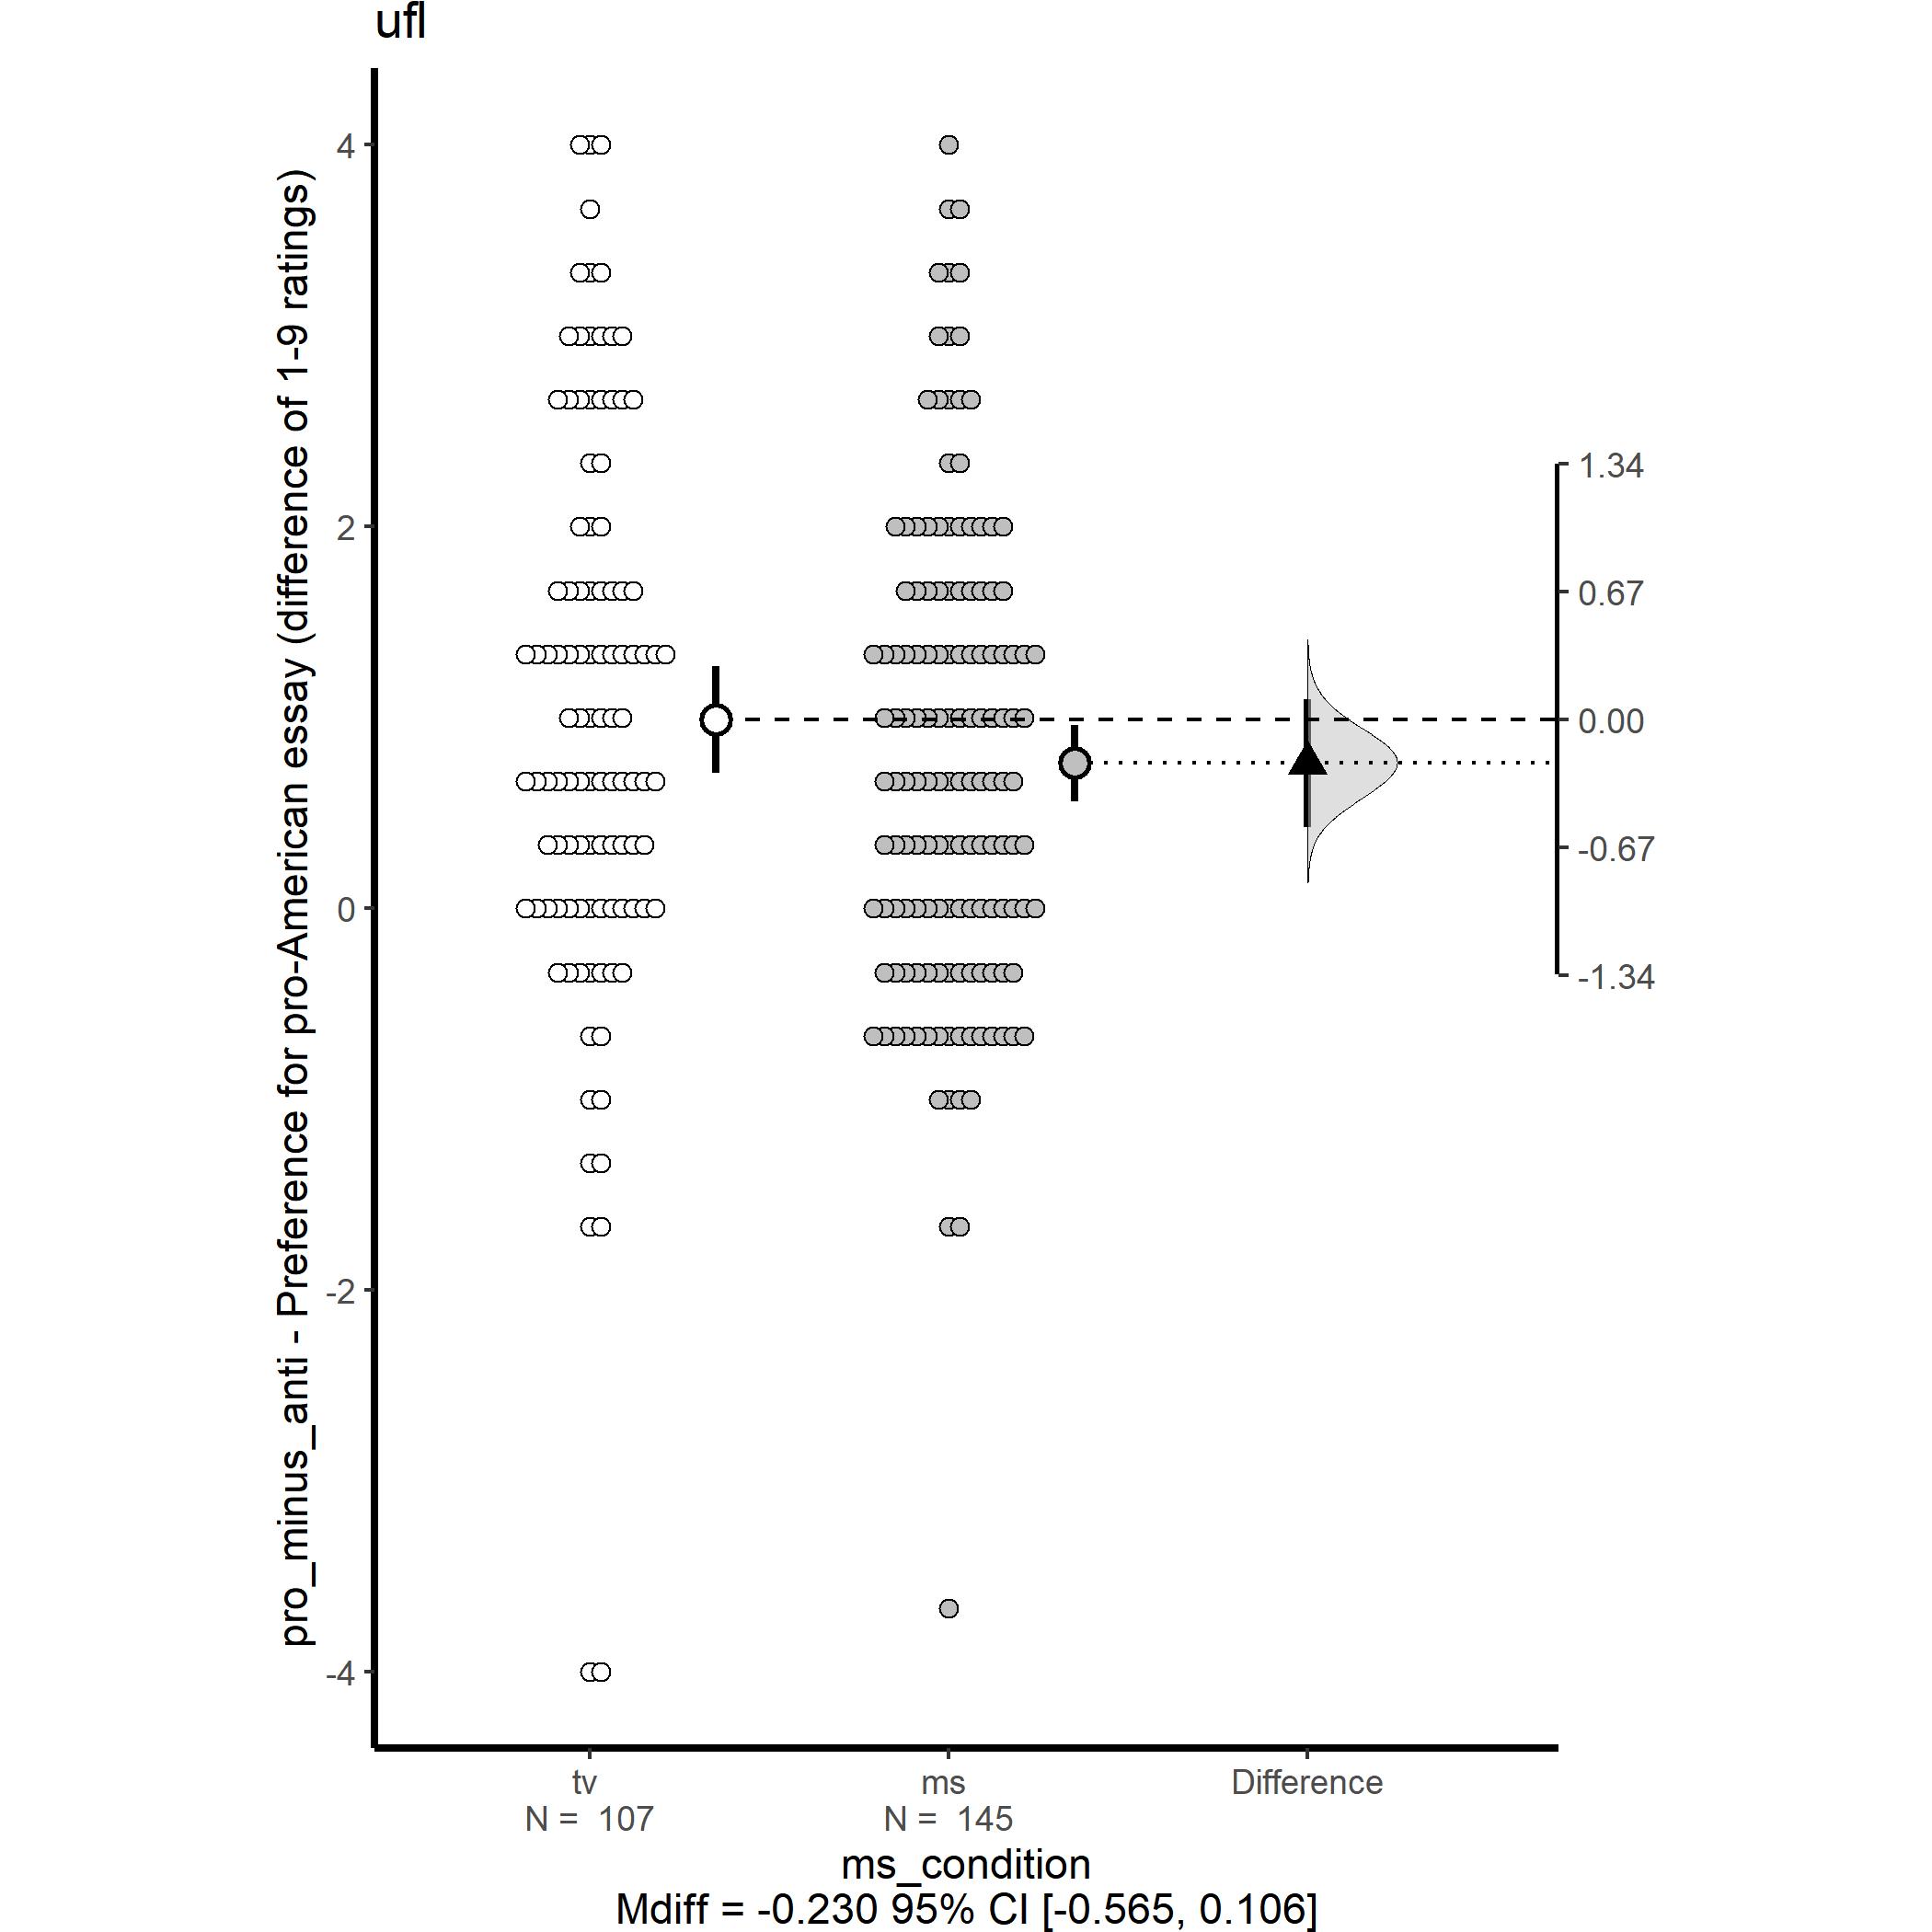 ufl
pro_minus_anti - Preference for pro-American essay (difference of 1-9 ratings)
4
2
0
-2
-4
1.34
0.67
0.00
-0.67
-1.34
tv
N =  107
ms
N =  145
Difference
ms_condition
Mdiff = -0.230 95% CI [-0.565, 0.106]